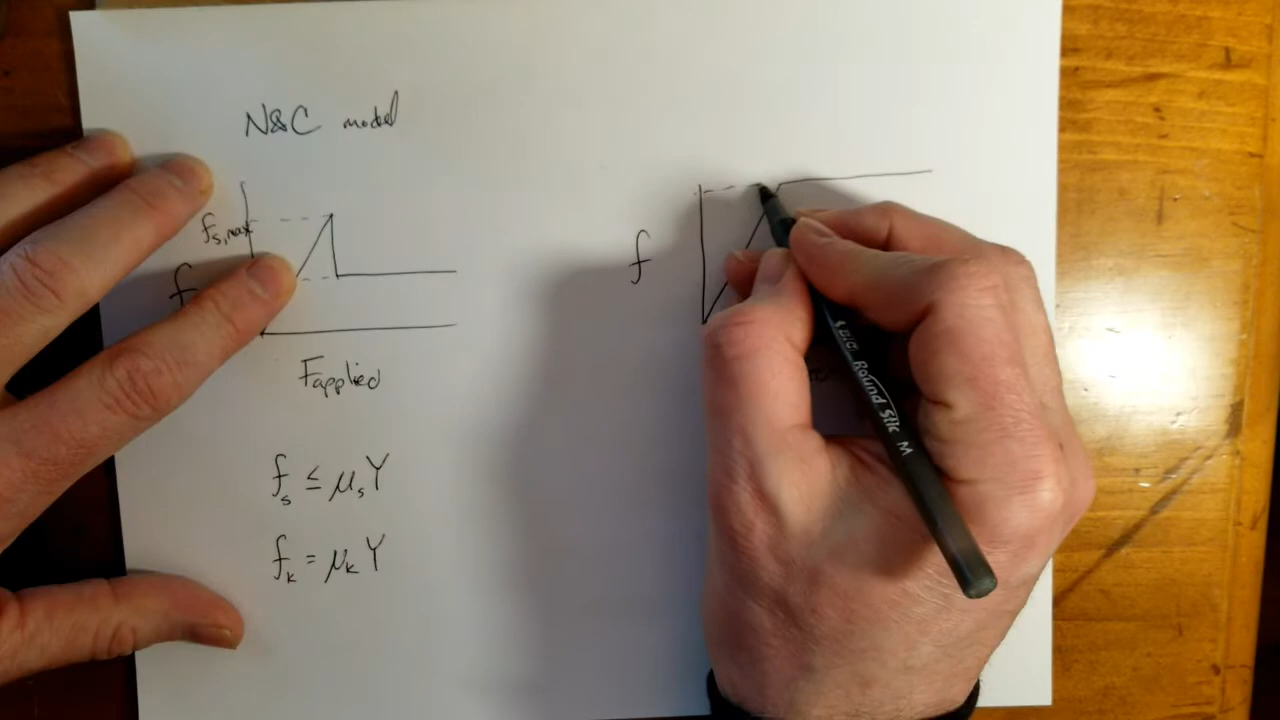 N&C model
f_s,max
f
F_applied
f_s ≤ μ_s Y
f_k = μ_k Y
f
BIC Round Stic M